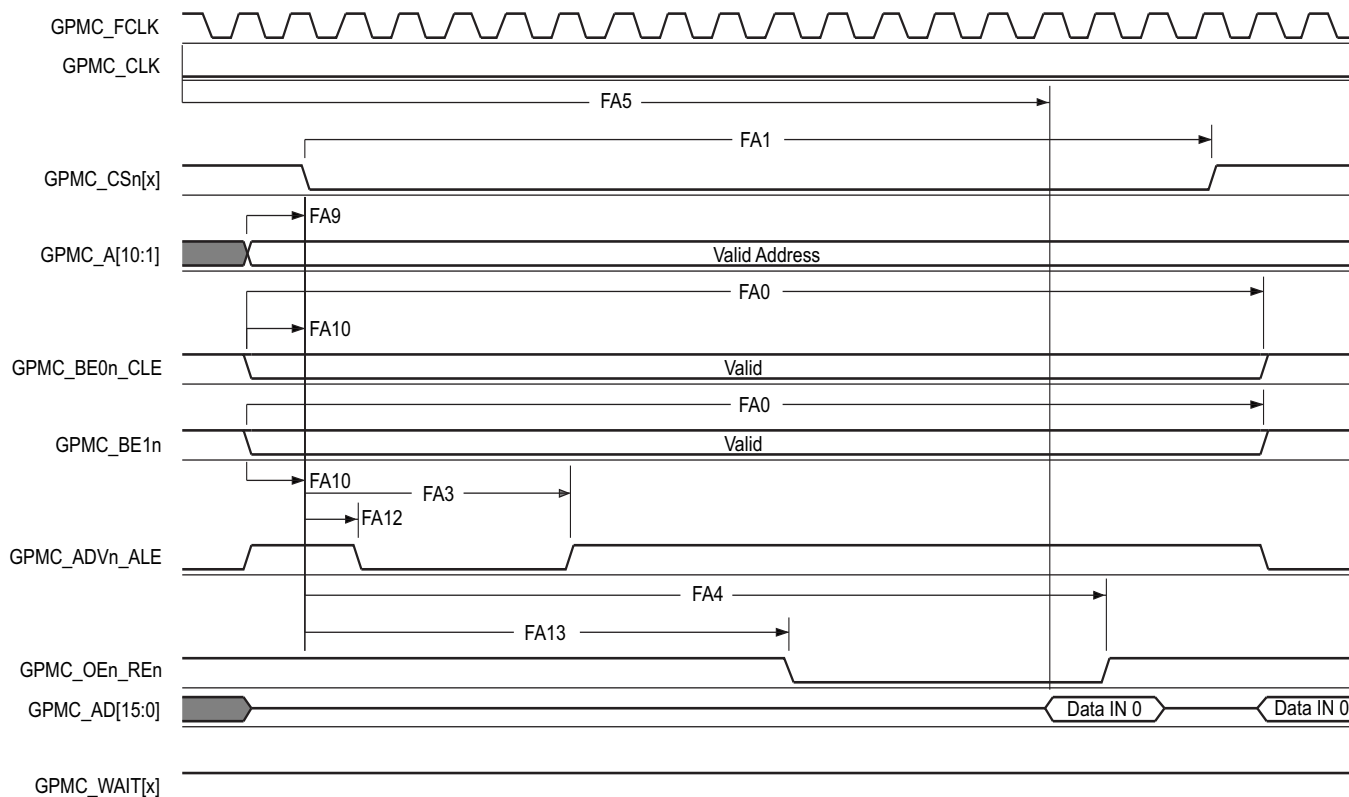 GPMC_FCLK
GPMC_CLK
FA5
FA1
GPMC_CSn[x]
FA9
GPMC_A[10:1]
Valid Address
FA0
FA10
GPMC_BE0n_CLE
Valid
FA0
GPMC_BE1n
Valid
FA10
FA3
FA12
GPMC_ADVn_ALE
FA4
FA13
GPMC_OEn_REn
GPMC_AD[15:0]
Data IN 0
Data IN 0
GPMC_WAIT[x]